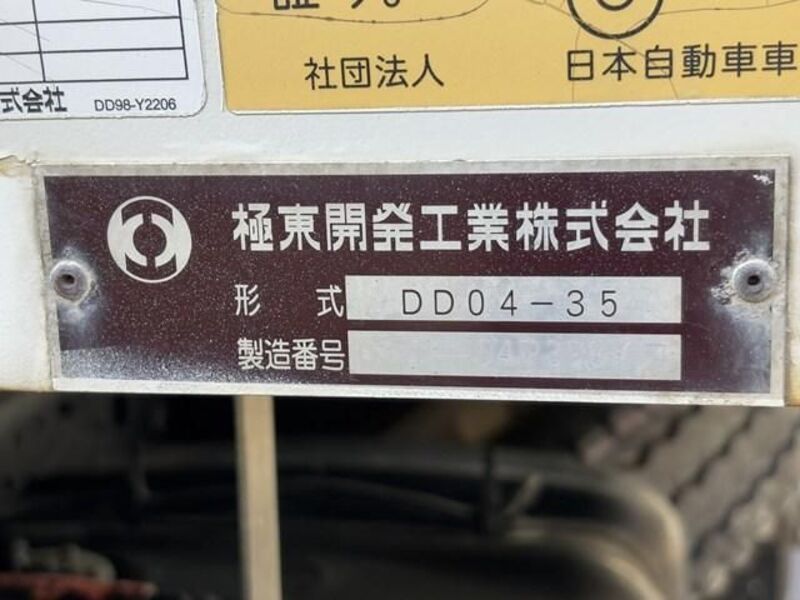 社団法人 日本自動車車
式会社 DD98-Y2206
極東開発工業株式会社
形 式 DD04-35
製造番号